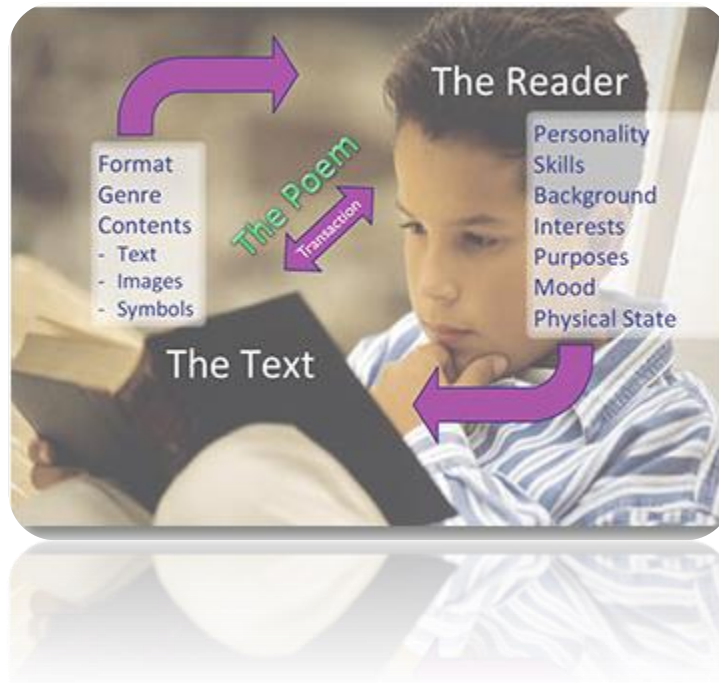 The Reader
Format
Genre
Contents
- Text
- Images
- Symbols
The Poem
Transaction
Personality
Skills
Background
Interests
Purposes
Mood
Physical State
The Text